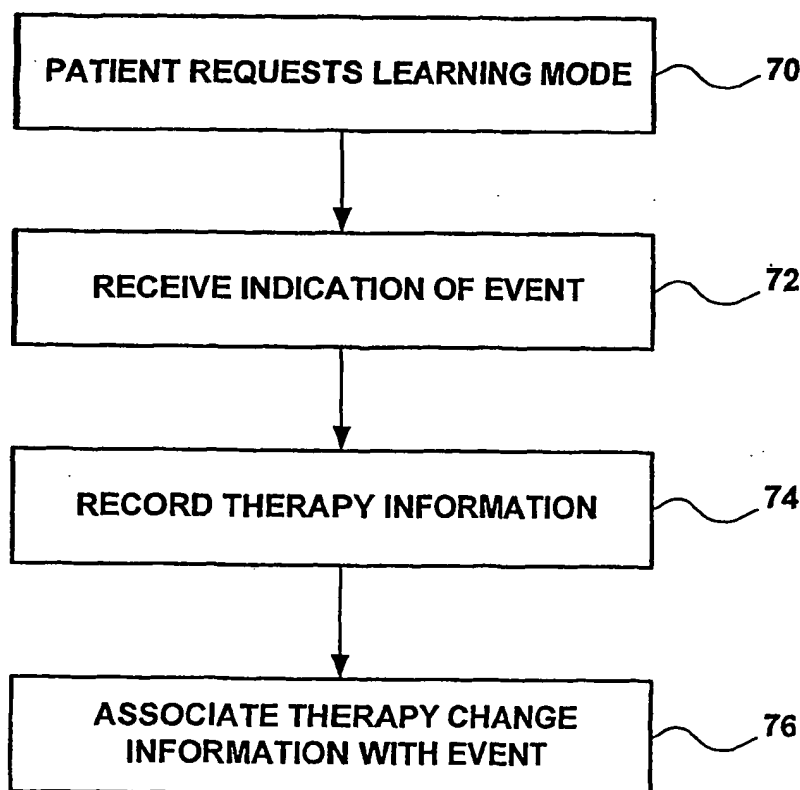 PATIENT REQUESTS LEARNING MODE
70
RECEIVE INDICATION OF EVENT
72
RECORD THERAPY INFORMATION
74
ASSOCIATE THERAPY CHANGE
INFORMATION WITH EVENT
76